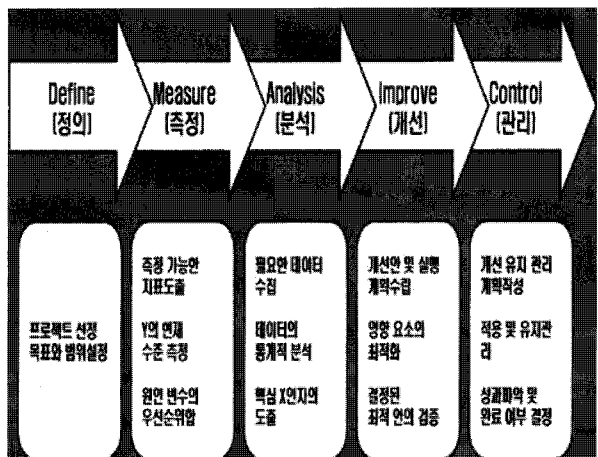 Define
[정의]
Measure
[측정]
Analysis
[분석]
Improve
[개선]
Control
[관리]
프로젝트 선정
목표와 범위설정
측정 가능한
지표도출
Y의 현재
수준 측정
원인 변수의
우선순위합
필요한 데이터
수집
데이터의
통계적 분석
핵심 X인자의
도출
개선안 및 실행
계획수립
영향 요소의
최적화
결정된
최적 안의 검증
개선 유지 관리
계획작성
적용 및 유지관
리
성과파악 및
완료 여부 결정